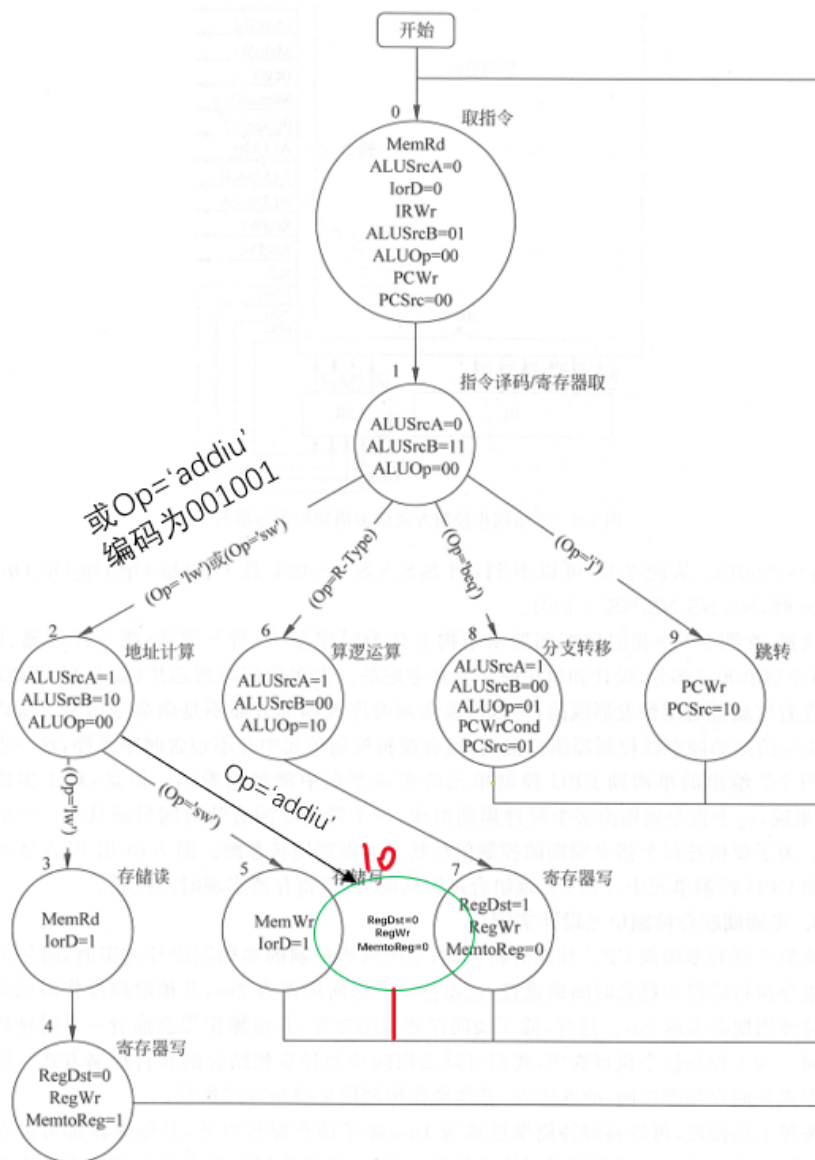 开始
0 取指令
MemRd
ALUSrcA=0
IorD=0
IRWr
ALUSrcB=01
ALUOp=00
PCWr
PCSrc=00
1 指令译码/寄存器取
ALUSrcA=0
ALUSrcB=11
ALUOp=00
或Op='addiu'
编码为001001
(Op= 'lw')或(Op='sw')
(Op=R-Type)
(Op='beq')
(Op='j')
2 地址计算
ALUSrcA=1
ALUSrcB=10
ALUOp=00
6 算逻运算
ALUSrcA=1
ALUSrcB=00
ALUOp=10
8 分支转移
ALUSrcA=1
ALUSrcB=00
ALUOp=01
PCWrCond
PCSrc=01
9 跳转
PCWr
PCSrc=10
(Op='lw')
(Op='sw')
Op='addiu'
3 存储读
MemRd
IorD=1
5 存储写
MemWr
IorD=1
10
RegDst=0
RegWr
MemtoReg=0
7 寄存器写
RegDst=1
RegWr
MemtoReg=0
4 寄存器写
RegDst=0
RegWr
MemtoReg=1